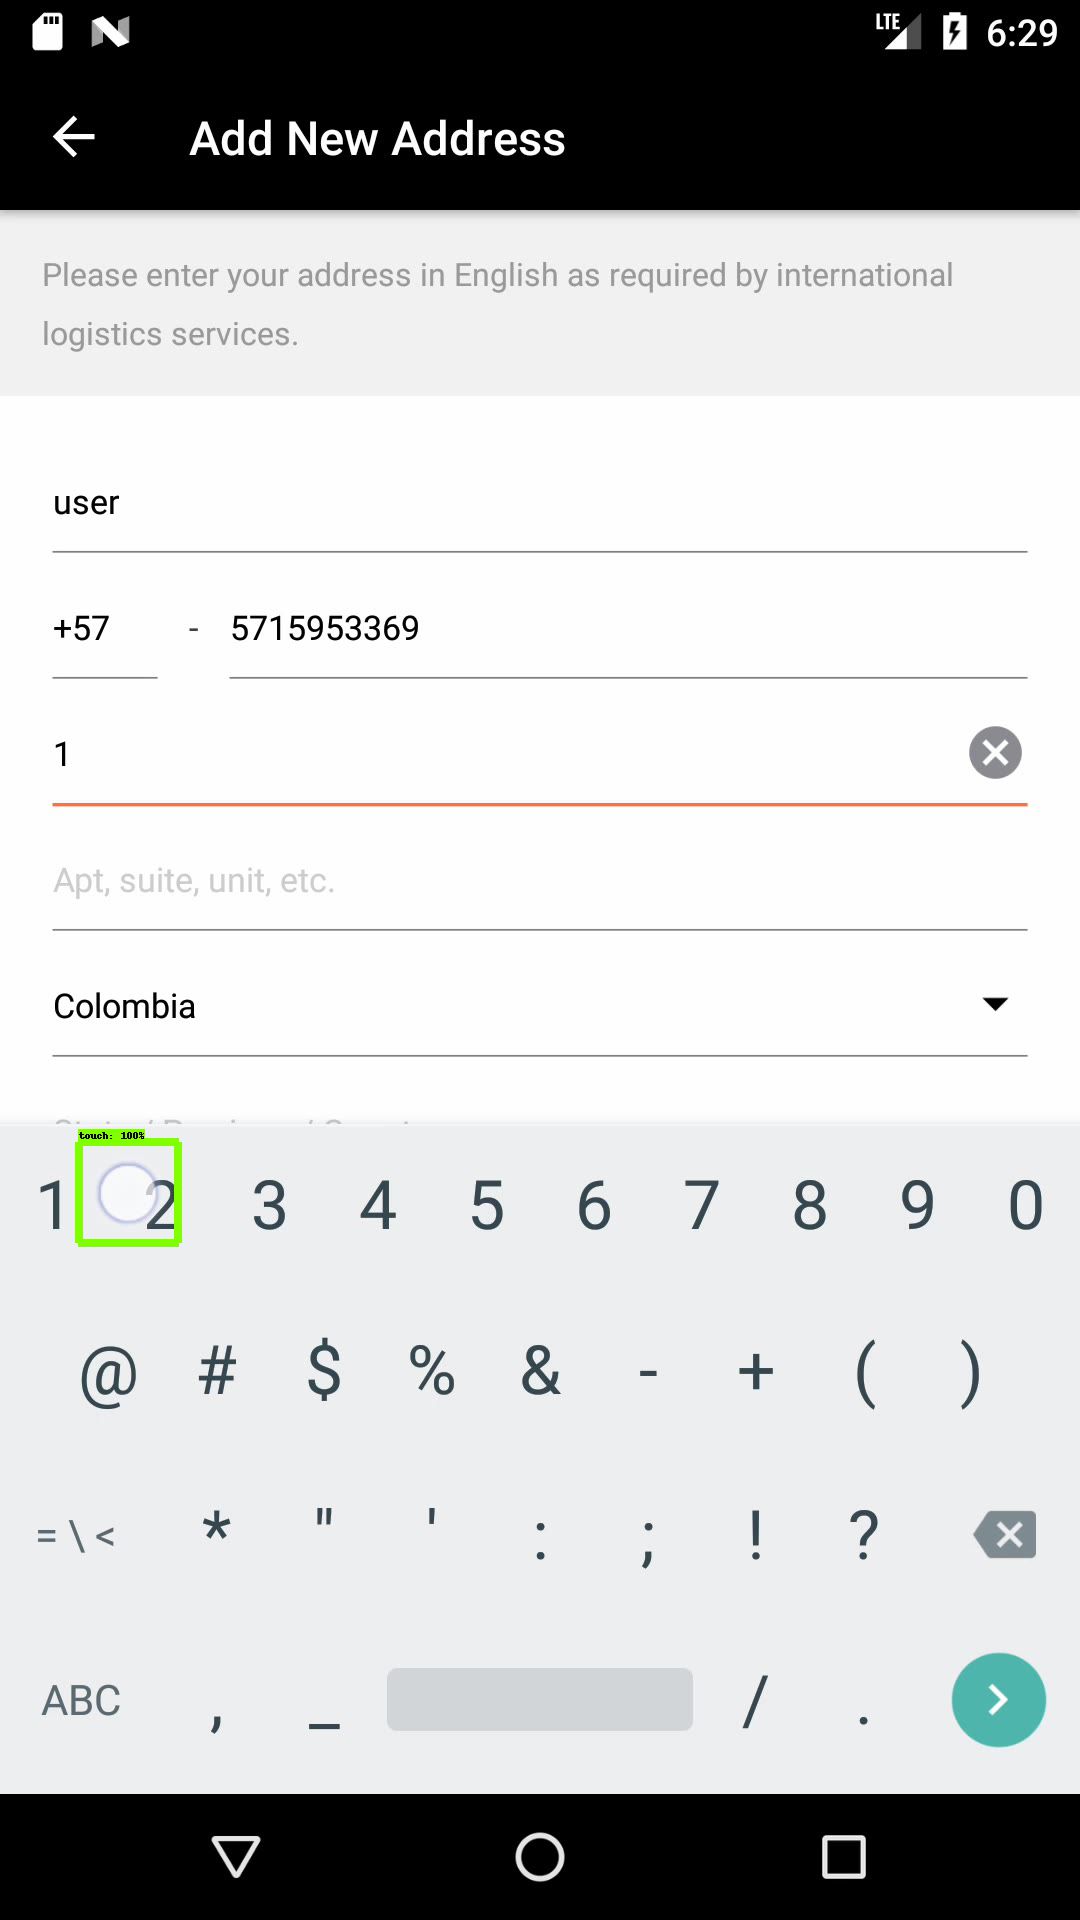 LTE 6:29
Add New Address
Please enter your address in English as required by international
logistics services.
user
+57 - 5715953369
1
Apt, suite, unit, etc.
Colombia
touch: 100%
1 2 3 4 5 6 7 8 9 0
@ # $ % & - + ( )
= \ < * " ' : ; ! ?
ABC , _ / .